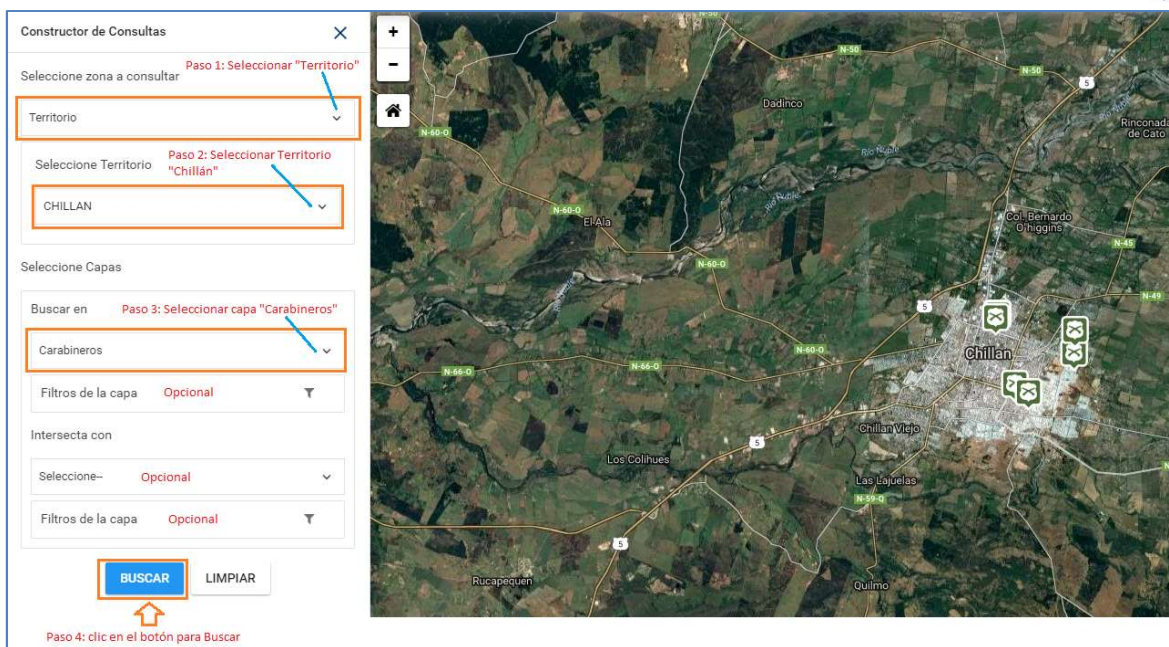 Constructor de Consultas
Seleccione zona a consultar
Paso 1: Seleccionar "Territorio"
Territorio
Seleccione Territorio
Paso 2: Seleccionar Territorio
"Chillán"
CHILLAN
Seleccione Capas
Buscar en
Paso 3: Seleccionar capa "Carabineros"
Carabineros
Filtros de la capa
Opcional
Intersecta con
Seleccione--
Opcional
Filtros de la capa
Opcional
BUSCAR
LIMPIAR
Paso 4: clic en el botón para Buscar
+
-
N-50
N-50
N-50
5
Dadinco
Rinconada
de Cato
N-60-O
Río Ñuble
Río Ñuble
N-60-O
El Ala
Col. Bernardo
O'higgins
N-45
N-60-O
N-49
5
N-60-O
Chillan
N-66-O
N-66-O
Chillan Viejo
5
Los Colihues
Las Lajuelas
N-59-Q
5
Rucapequen
Quilmo